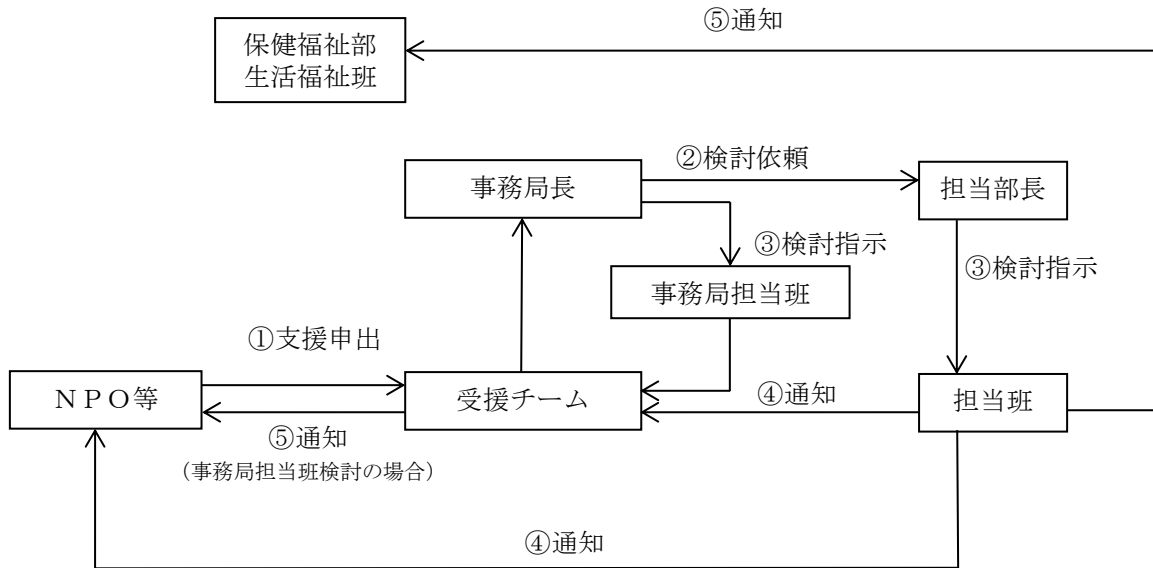 ⑤通知
保健福祉部
生活福祉班
②検討依頼
事務局長
担当部長
③検討指示
③検討指示
事務局担当班
①支援申出
ＮＰＯ等
受援チーム
④通知
担当班
⑤通知
（事務局担当班検討の場合）
④通知